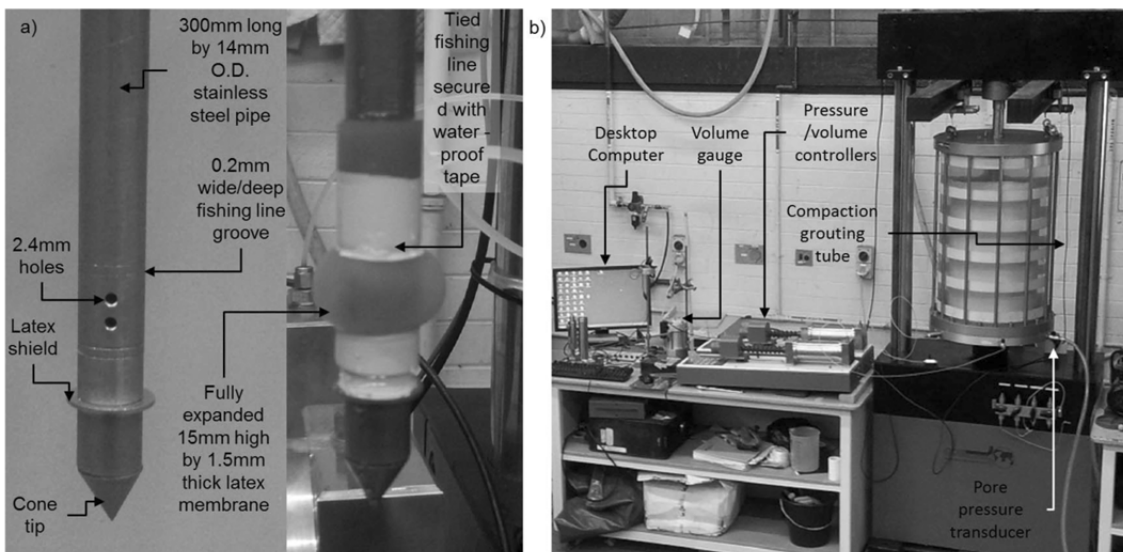 a)
300mm long
by 14mm
O.D.
stainless
steel pipe
0.2mm
wide/deep
fishing line
groove
2.4mm
holes
Latex
shield
Cone
tip
Fully
expanded
15mm high
by 1.5mm
thick latex
membrane
Tied
fishing
line
secure
d with
water -
proof
tape
b)
Desktop
Computer
Volume
gauge
Pressure
/volume
controllers
Compaction
grouting
tube
Pore
pressure
transducer